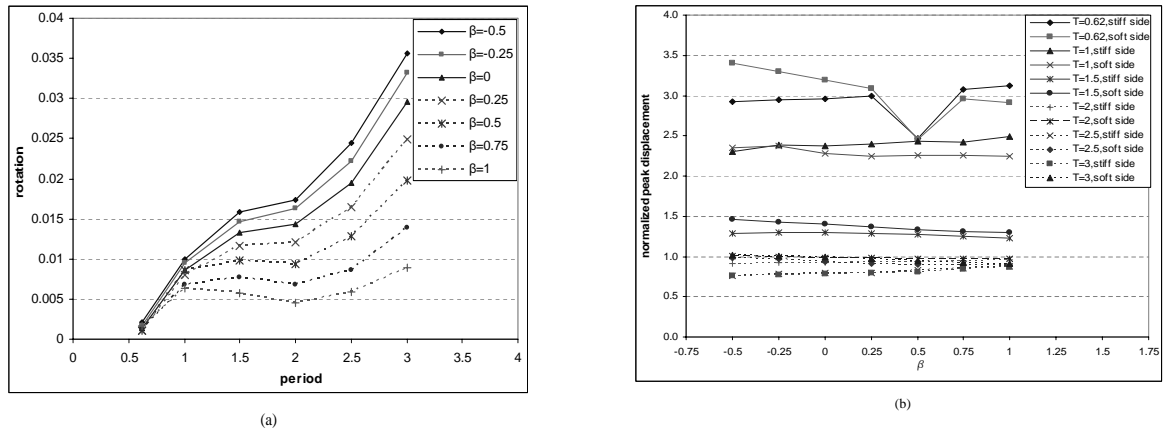 0.04
0.035
0.03
0.025
0.02
0.015
0.01
0.005
0
rotation
0 0.5 1 1.5 2 2.5 3 3.5 4
period
β=-0.5
β=-0.25
β=0
β=0.25
β=0.5
β=0.75
β=1
(a)
4.0
3.5
3.0
2.5
2.0
1.5
1.0
0.5
0.0
normalized peak displacement
-0.75 -0.5 -0.25 0 0.25 0.5 0.75 1 1.25 1.5 1.75
β
T=0.62,stiff side
T=0.62,soft side
T=1,stiff side
T=1,soft side
T=1.5,stiff side
T=1.5,soft side
T=2,stiff side
T=2,soft side
T=2.5,stiff side
T=2.5,soft side
T=3,stiff side
T=3,soft side
(b)